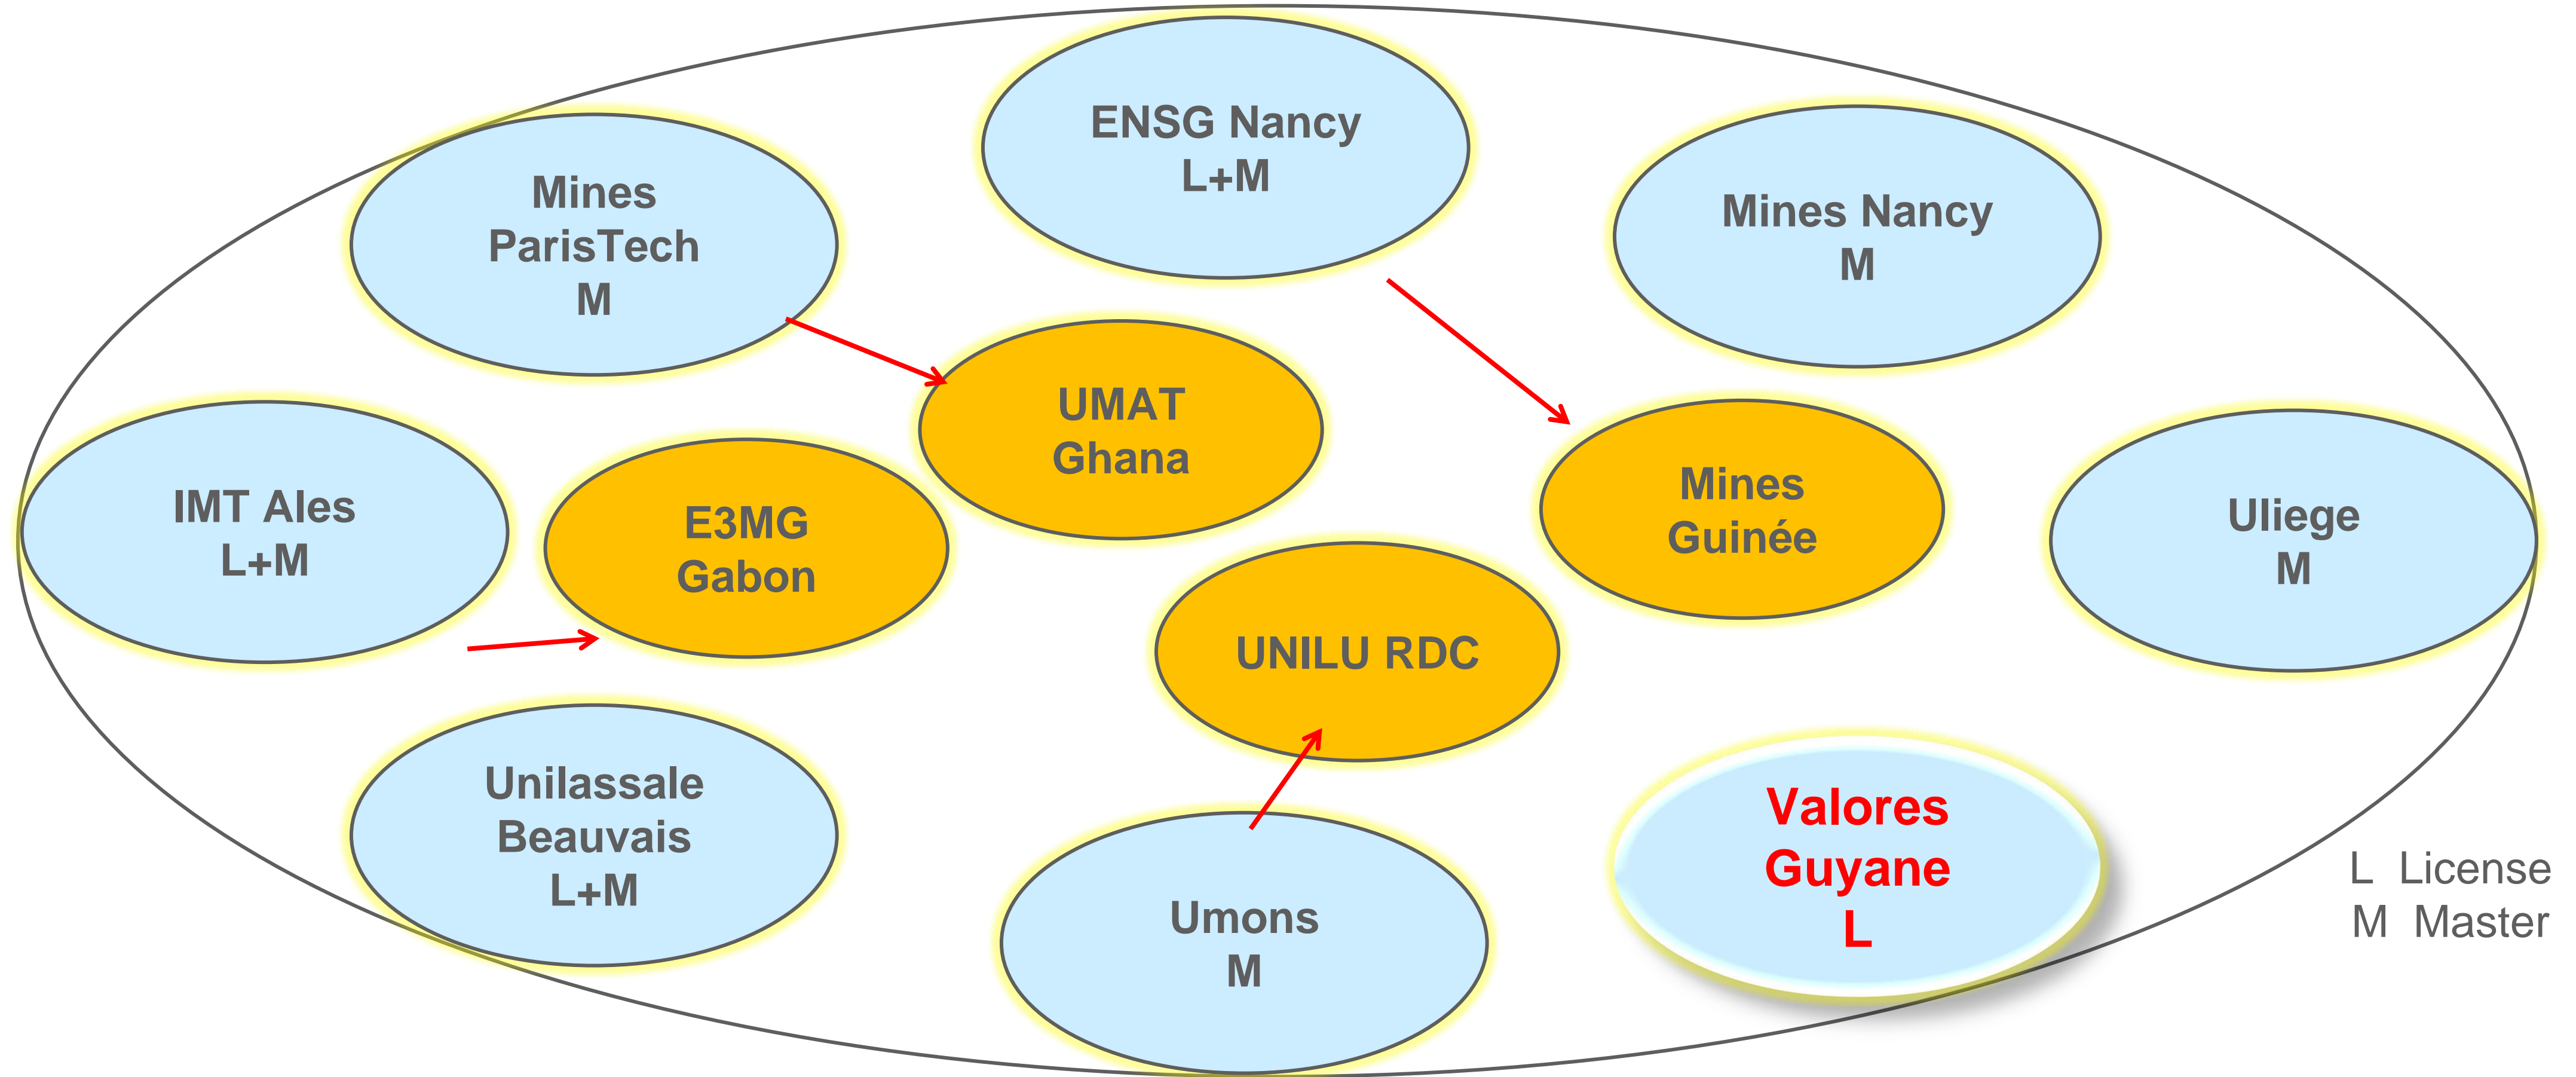 ENSG Nancy
L+M
Mines
ParisTech
M
Mines Nancy
M
UMAT
Ghana
IMT Ales
L+M
E3MG
Gabon
Mines
Guinée
Uliege
M
UNILU RDC
Unilassale
Beauvais
L+M
Umons
M
Valores
Guyane
L
L License
M Master